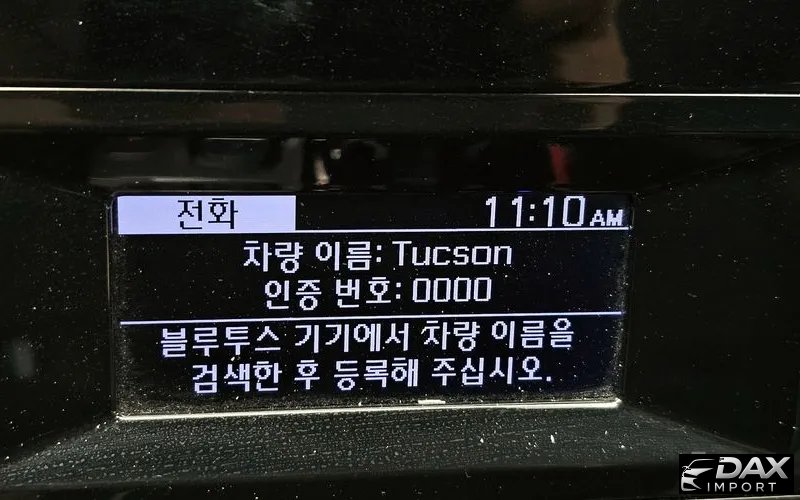 전화
11:10 AM
차량 이름: Tucson
인증 번호: 0000
블루투스 기기에서 차량 이름을
검색한 후 등록해 주십시오.
DAX
IMPORT